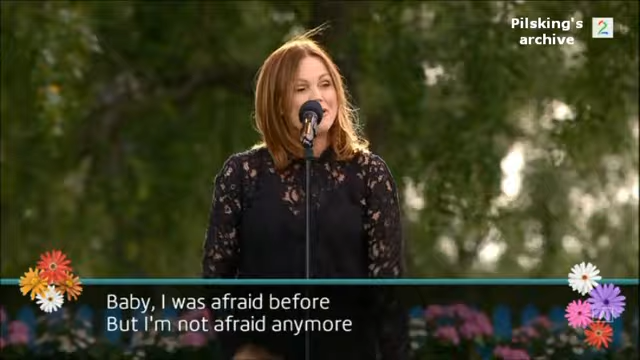 Pilsking's
archive
2
Baby, I was afraid before
But I'm not afraid anymore